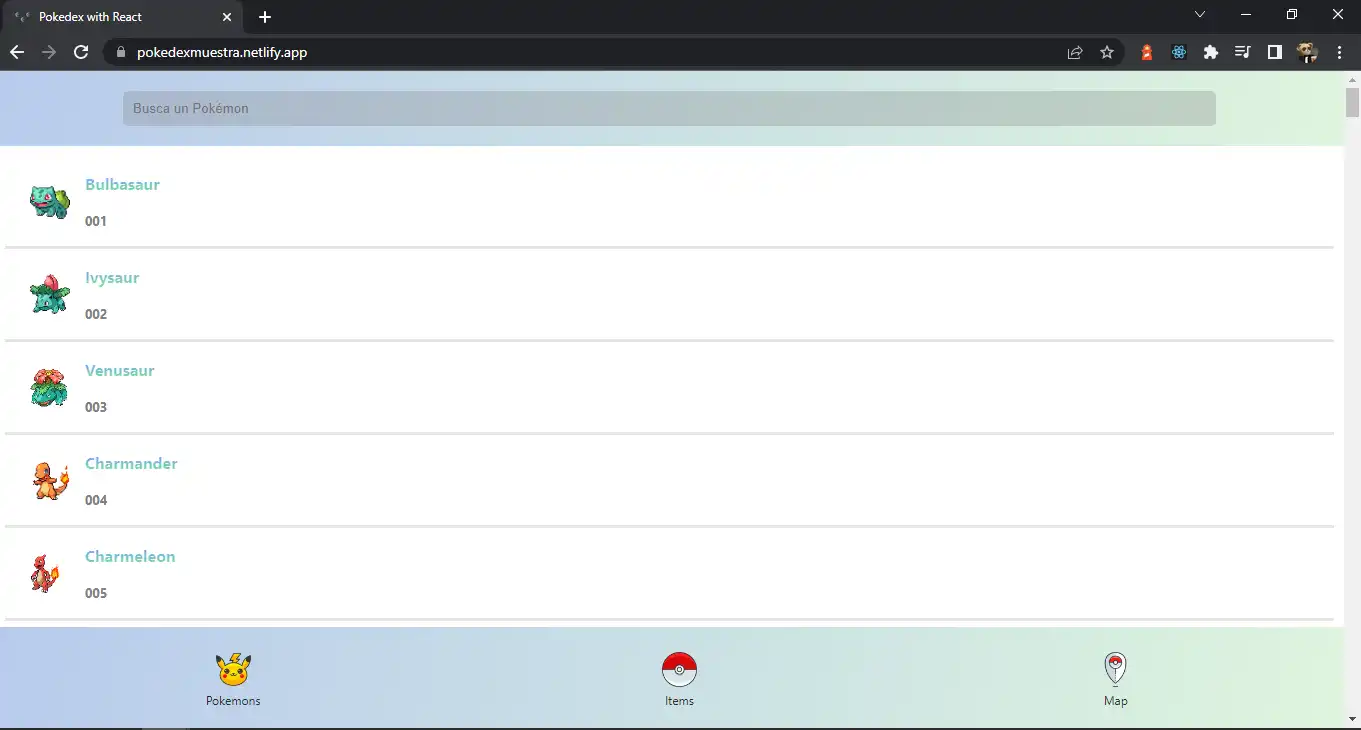 Pokedex with React
pokedexmuestra.netlify.app
Busca un Pokémon
Bulbasaur
001
Ivysaur
002
Venusaur
003
Charmander
004
Charmeleon
005
Pokemons
Items
Map